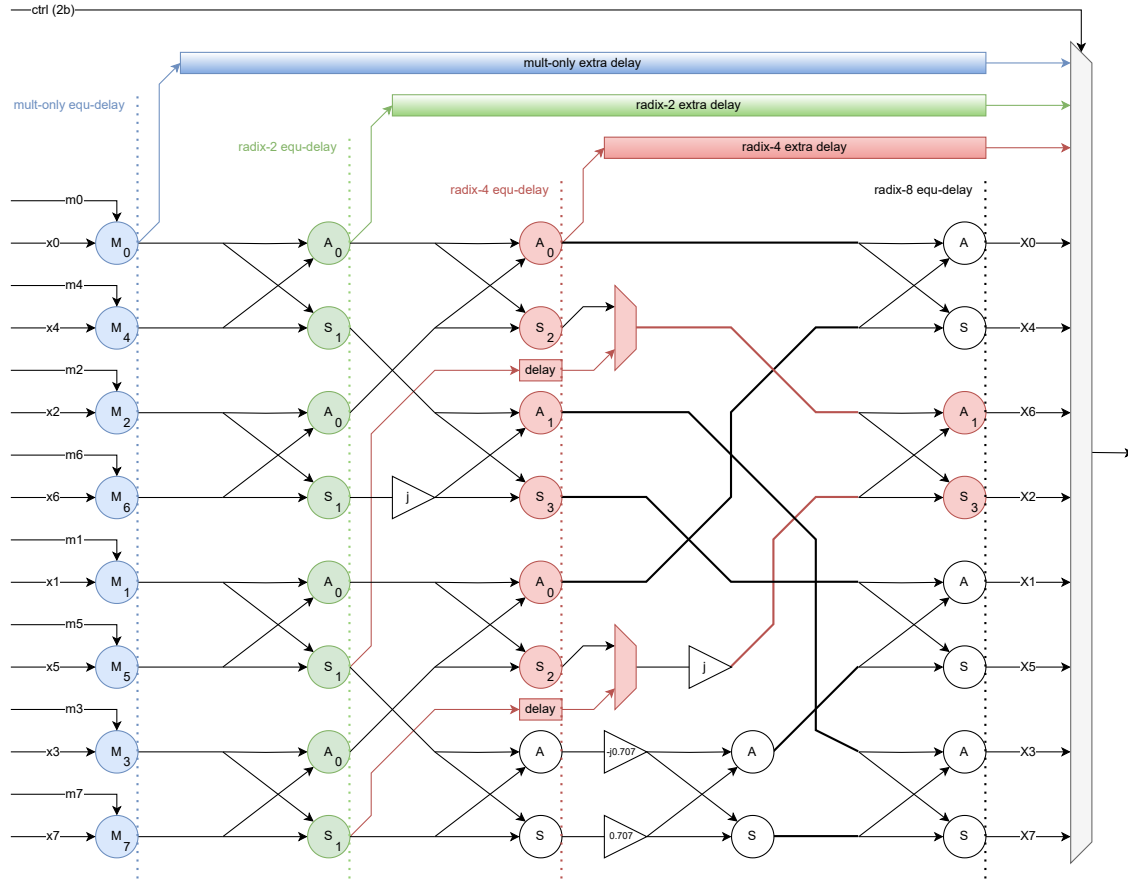 ctrl (2b)
mult-only extra delay
mult-only equ-delay
radix-2 extra delay
radix-2 equ-delay
radix-4 extra delay
radix-4 equ-delay
radix-8 equ-delay
m0
x0
M 0
A 0
A 0
A
X0
m4
x4
M 4
S 1
S 2
S
X4
m2
delay
x2
M 2
A 0
A 1
A 1
X6
m6
x6
M 6
S 1
j
S 3
S 3
X2
m1
x1
M 1
A 0
A 0
A
X1
m5
x5
M 5
S 1
S 2
j
S
X5
m3
delay
x3
M 3
A 0
A
-j0.707
A
A
X3
m7
x7
M 7
S 1
S
0.707
S
S
X7